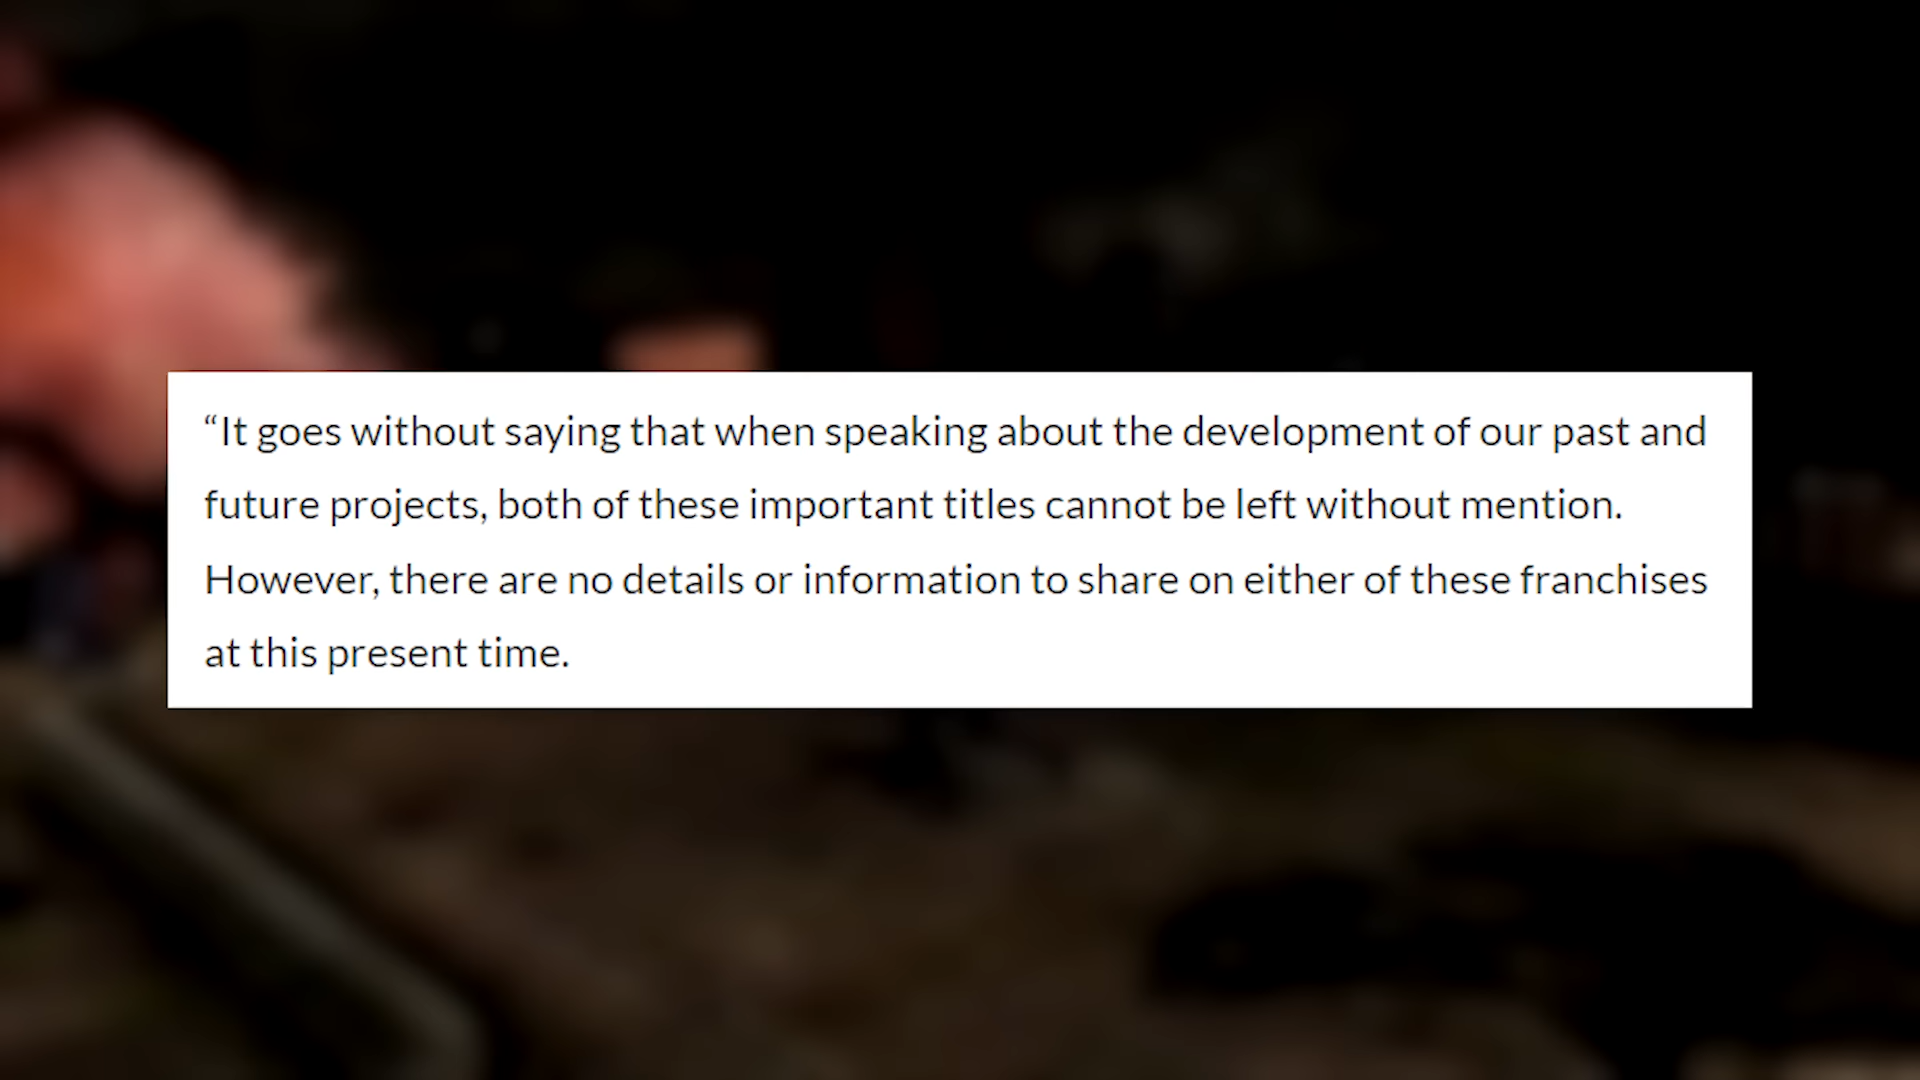 “It goes without saying that when speaking about the development of our past and
future projects, both of these important titles cannot be left without mention.
However, there are no details or information to share on either of these franchises
at this present time.